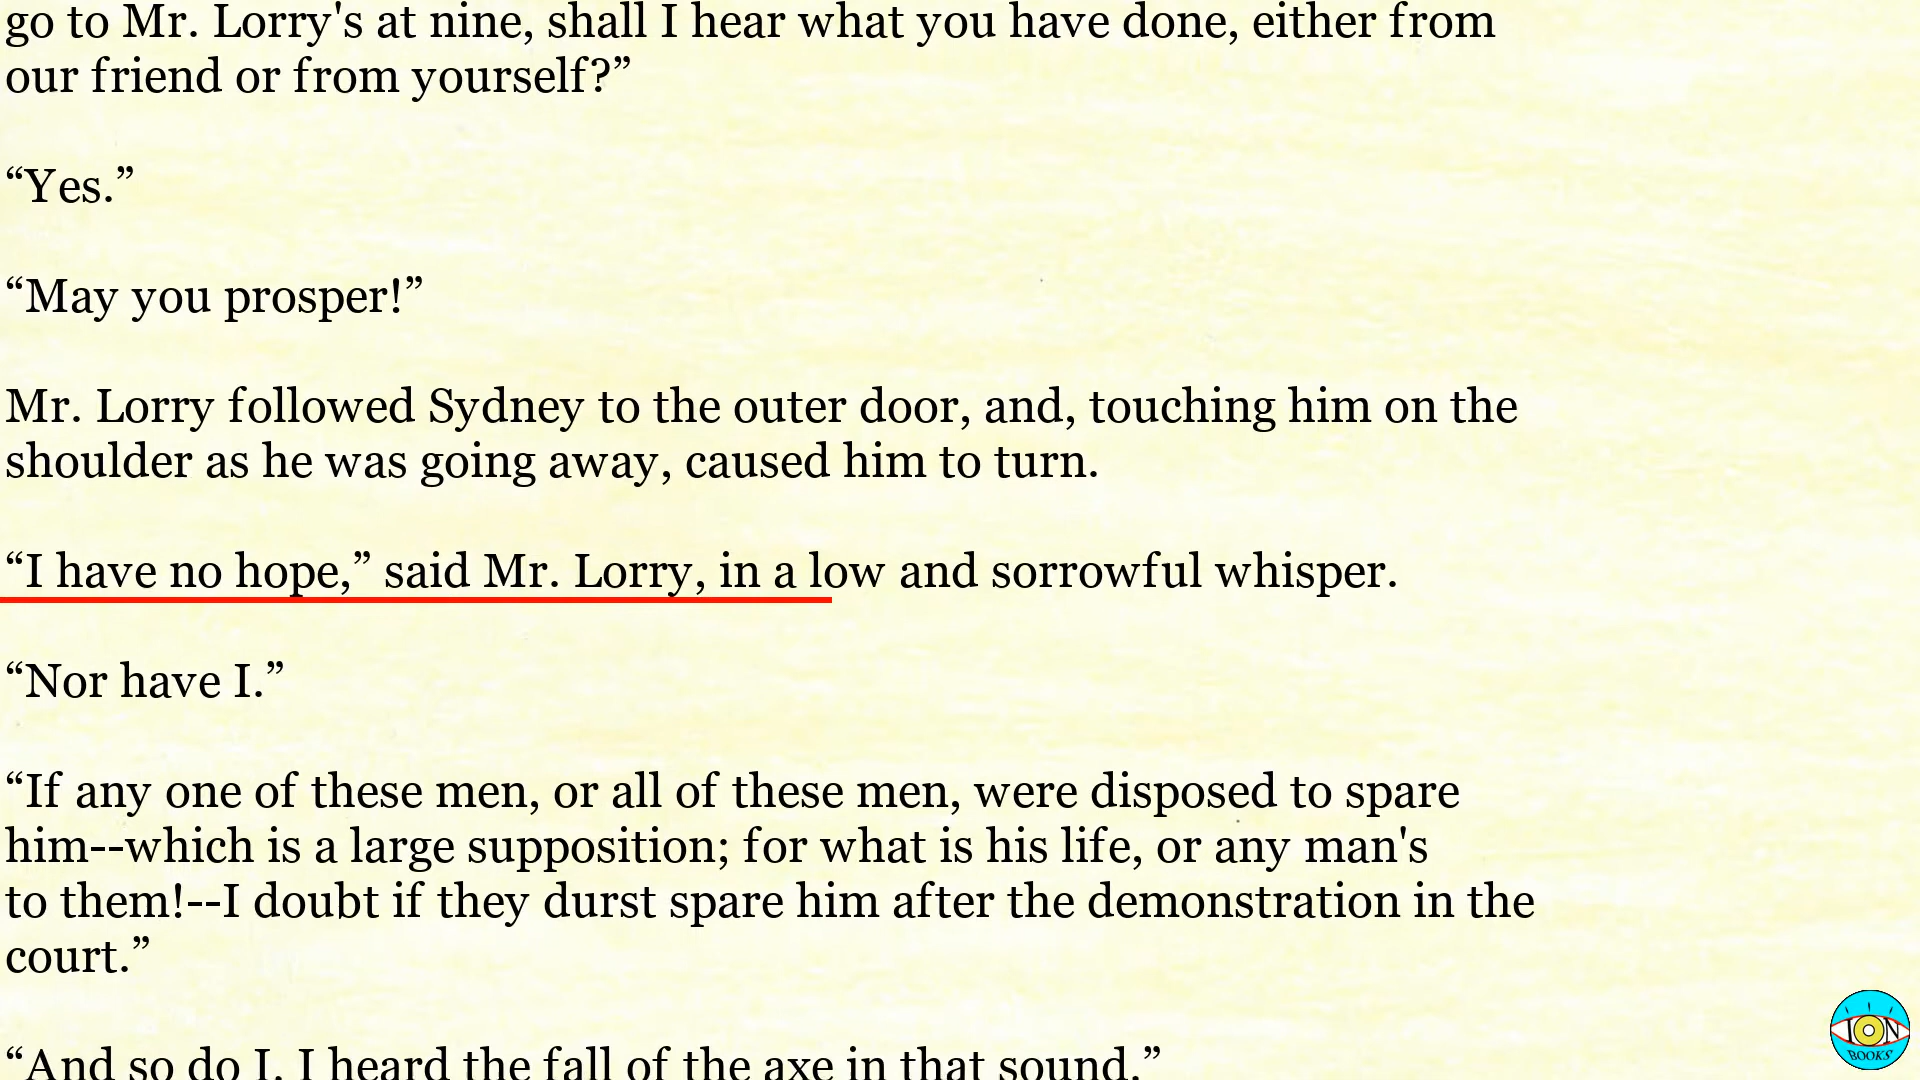 go to Mr. Lorry's at nine, shall I hear what you have done, either from
our friend or from yourself?”
“Yes.”
“May you prosper!”
Mr. Lorry followed Sydney to the outer door, and, touching him on the
shoulder as he was going away, caused him to turn.
“I have no hope,” said Mr. Lorry, in a low and sorrowful whisper.
“Nor have I.”
“If any one of these men, or all of these men, were disposed to spare
him--which is a large supposition; for what is his life, or any man's
to them!--I doubt if they durst spare him after the demonstration in the
court.”
“And so do I. I heard the fall of the axe in that sound.”
ION
BOOKS